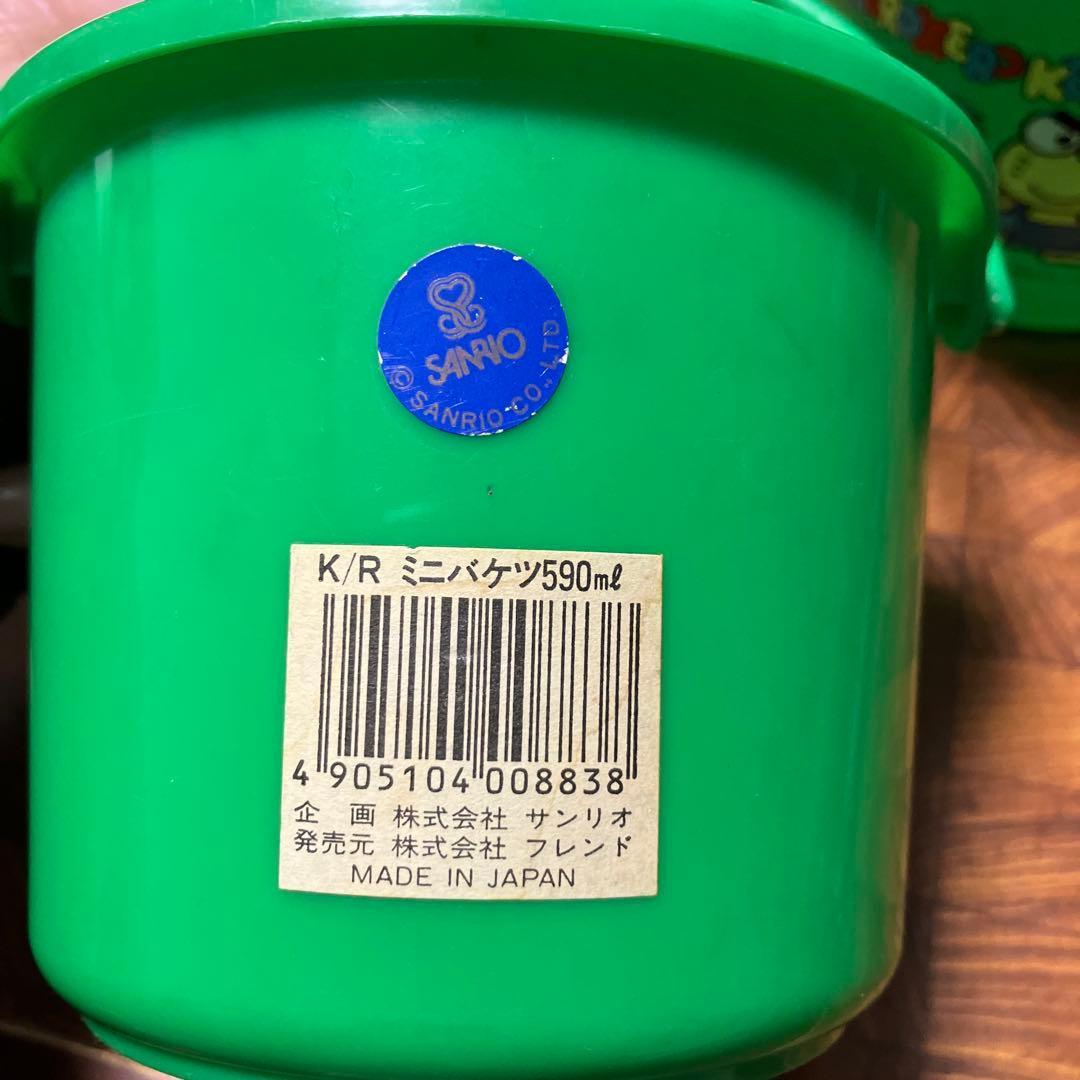 SANRIO
© SANRIO CO., LTD.
K/R ミニバケツ590㎖
4 905104 008838
企　画 株式会社 サンリオ
発売元 株式会社 フレンド
MADE IN JAPAN